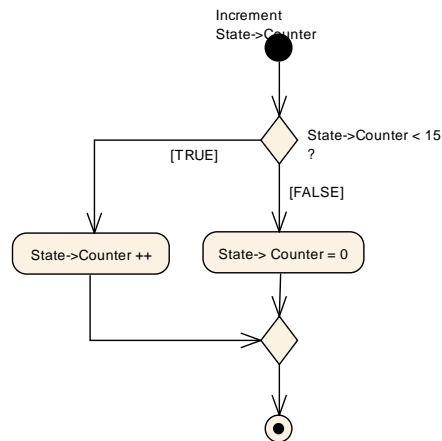 Increment
State->Counter
State->Counter < 15
?
[TRUE]
[FALSE]
State->Counter ++
State-> Counter = 0